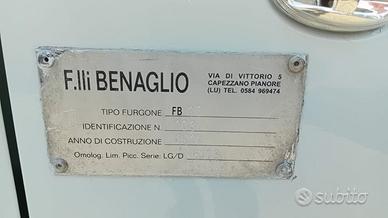 F.lli BENAGLIO
VIA DI VITTORIO 5
CAPEZZANO PIANORE
(LU) TEL. 0584 969474
TIPO FURGONE FB
IDENTIFICAZIONE N.
ANNO DI COSTRUZIONE
Omolog. Lim. Picc. Serie: LG/D
subito